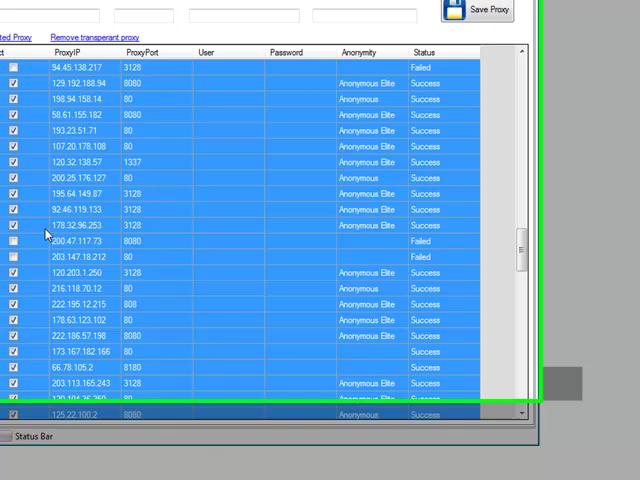 Save Proxy
ted Proxy Remove transperant proxy
ct ProxyIP ProxyPort User Password Anonymity Status
94.45.138.217 3128 Failed
129.192.188.94 8080 Anonymous Elite Success
198.94.158.14 80 Anonymous Success
58.61.155.182 8080 Anonymous Elite Success
193.23.51.71 80 Anonymous Elite Success
107.20.178.108 80 Anonymous Elite Success
120.32.138.57 1337 Anonymous Elite Success
200.25.176.127 80 Anonymous Success
195.64.149.87 3128 Anonymous Elite Success
92.46.119.133 3128 Anonymous Elite Success
178.32.96.253 3128 Anonymous Elite Success
200.47.117.73 8080 Failed
203.147.18.212 80 Failed
120.203.1.250 3128 Anonymous Elite Success
216.118.70.12 80 Anonymous Success
222.195.12.215 808 Anonymous Elite Success
178.63.123.102 80 Anonymous Elite Success
222.186.57.198 8080 Anonymous Elite Success
173.167.182.166 80 Success
66.78.105.2 8180 Success
203.113.165.243 3128 Anonymous Elite Success
80 Anonymous Elite Success
125.22.100.2 8080 Anonymous Elite Success
Status Bar